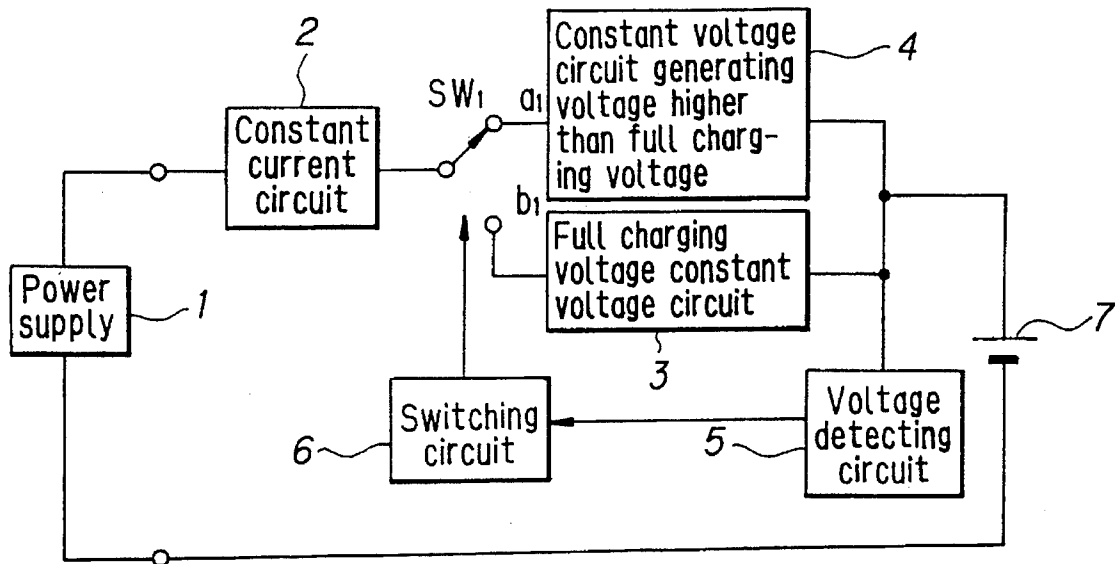 2
Constant
current
circuit
SW1
a1
Constant voltage
circuit generating
voltage higher
than full charg-
ing voltage
4
b1
Full charging
voltage constant
voltage circuit
3
Power
supply
1
7
Switching
circuit
6
Voltage
detecting
circuit
5